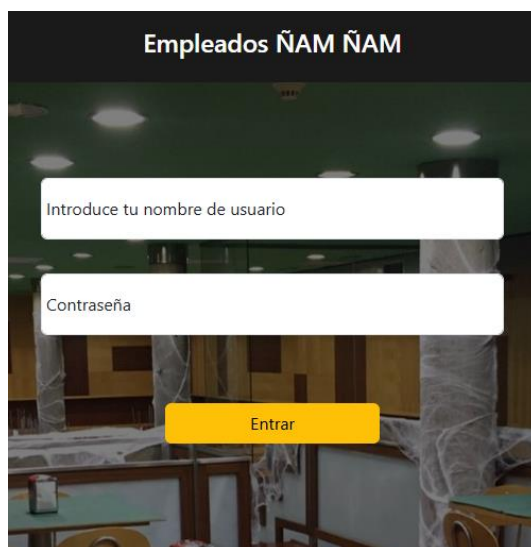 Empleados ÑAM ÑAM
Introduce tu nombre de usuario
Contraseña
Entrar